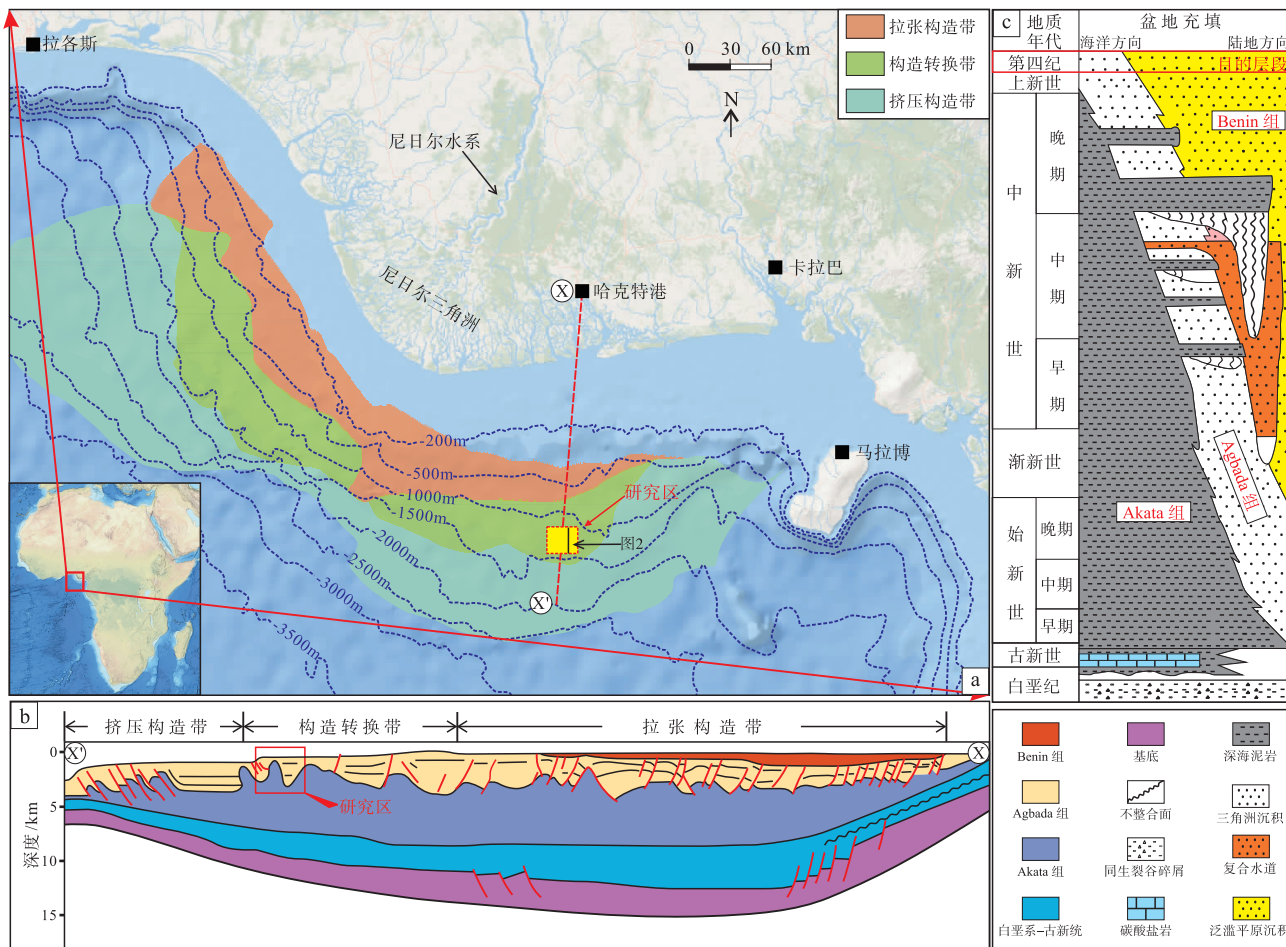 拉各斯
拉张构造带
构造转换带
挤压构造带
0 30 60 km
N
尼日尔水系
卡拉巴
X
哈克特港
尼日尔三角洲
马拉博
-200m
-500m
-1000m
-1500m
-2000m
-2500m
-3000m
-3500m
研究区
图2
X'
a
b
挤压构造带
构造转换带
拉张构造带
X'
X
0
5
10
15
深度/km
研究区
c
地质年代
盆地充填
海洋方向
陆地方向
第四纪
目的层段
上新世
中新世
晚期
中期
早期
渐新世
始新世
晚期
中期
早期
古新世
白垩纪
Benin 组
Agbada 组
Akata 组
Benin 组
基底
深海泥岩
Agbada 组
不整合面
三角洲沉积
Akata 组
同生裂谷碎屑
复合水道
白垩系-古新统
碳酸盐岩
泛滥平原沉积